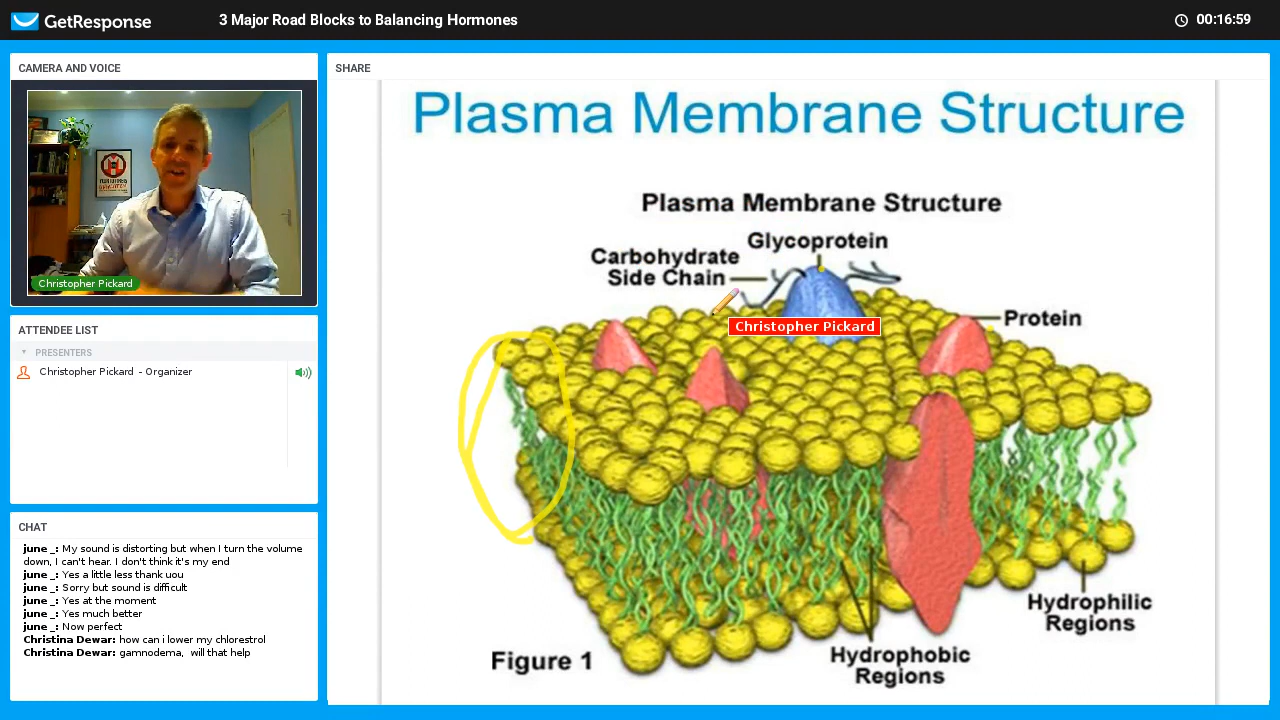 GetResponse
3 Major Road Blocks to Balancing Hormones
00:16:59
CAMERA AND VOICE
Christopher Pickard
ATTENDEE LIST
PRESENTERS
Christopher Pickard - Organizer
CHAT
june _: My sound is distorting but when I turn the volume
down, I can't hear. I don't think it's my end
june _: Yes a little less thank uou
june _: Sorry but sound is difficult
june _: Yes at the moment
june _: Yes much better
june _: Now perfect
Christina Dewar: how can i lower my chlorestrol
Christina Dewar: gamnodema, will that help
SHARE
Plasma Membrane Structure
Plasma Membrane Structure
Glycoprotein
Carbohydrate
Side Chain
Christopher Pickard
Protein
Hydrophilic
Regions
Hydrophobic
Regions
Figure 1